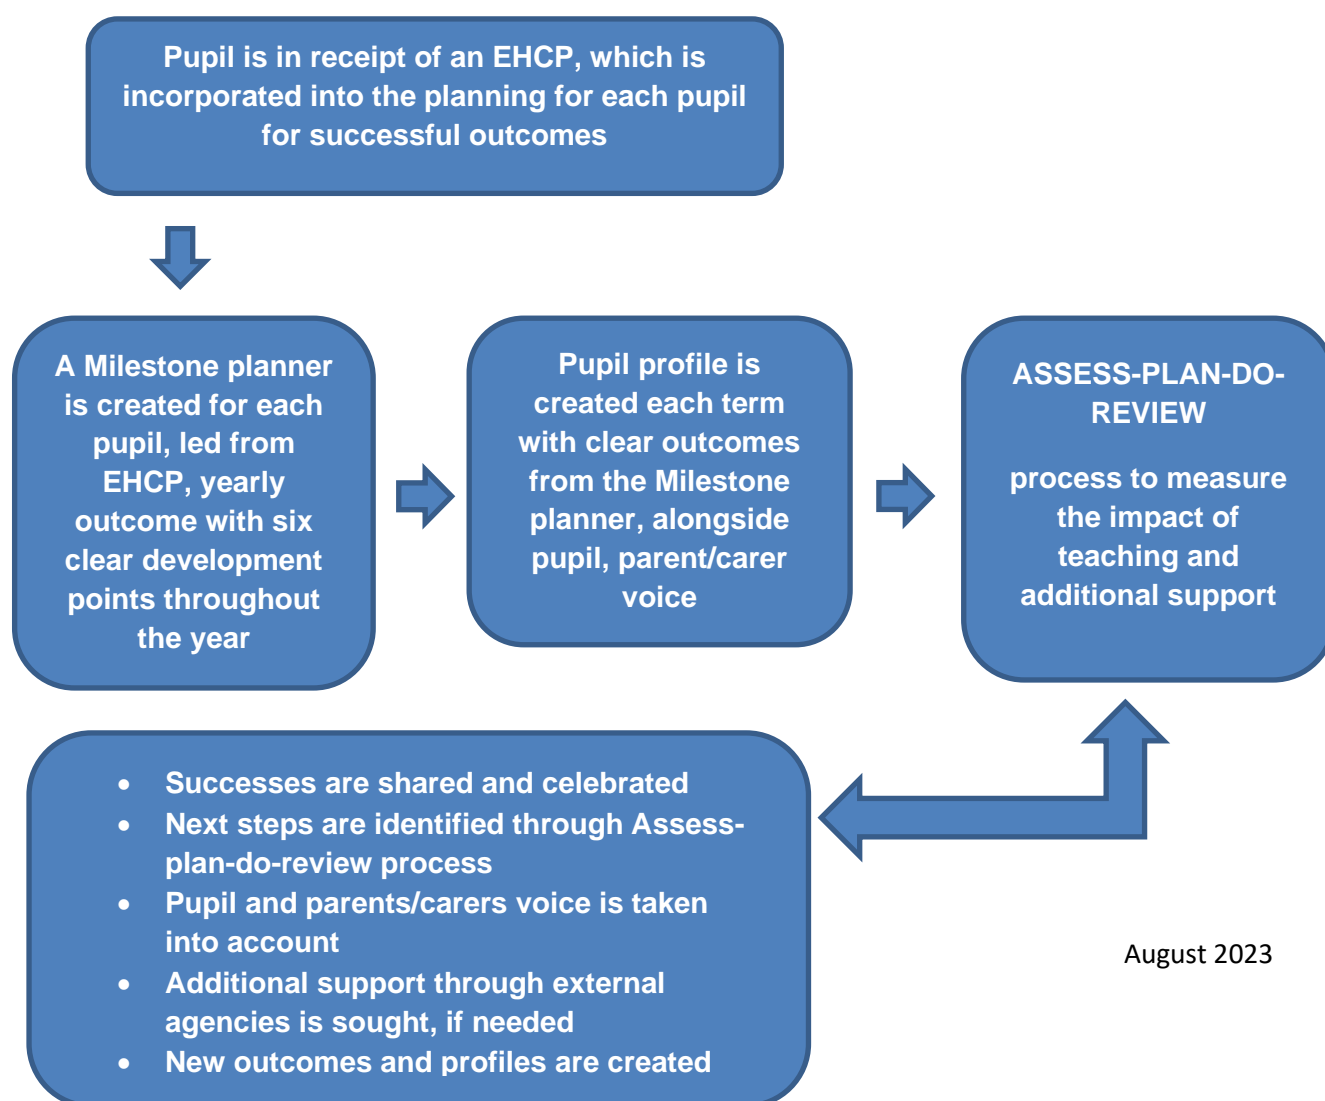 Pupil is in receipt of an EHCP, which is
incorporated into the planning for each pupil
for successful outcomes
A Milestone planner
is created for each
pupil, led from
EHCP, yearly
outcome with six
clear development
points throughout
the year
Pupil profile is
created each term
with clear outcomes
from the Milestone
planner, alongside
pupil, parent/carer
voice
ASSESS-PLAN-DO-
REVIEW
process to measure
the impact of
teaching and
additional support
• Successes are shared and celebrated
• Next steps are identified through Assess-
plan-do-review process
• Pupil and parents/carers voice is taken
into account
• Additional support through external
agencies is sought, if needed
• New outcomes and profiles are created
August 2023